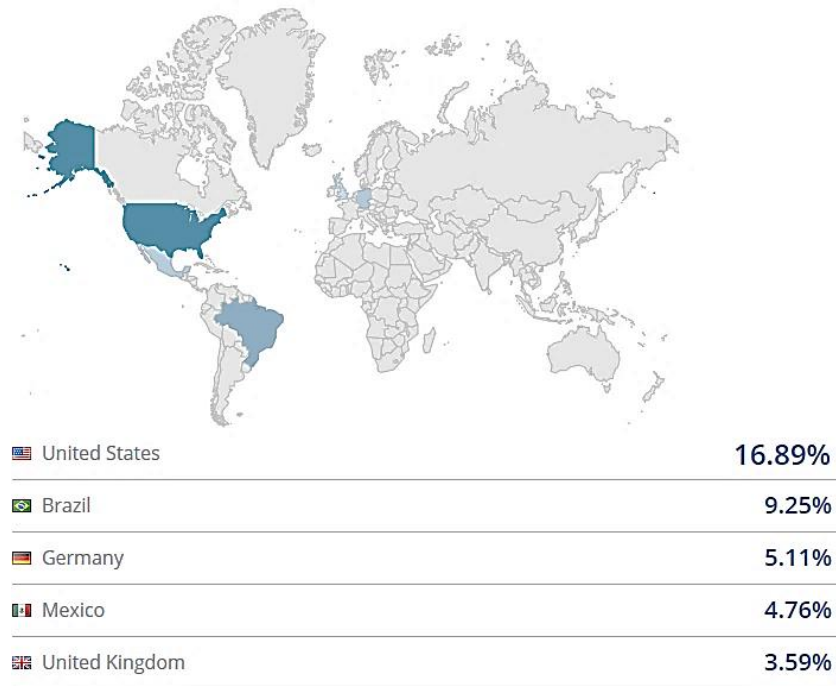 United States 16.89%
Brazil 9.25%
Germany 5.11%
Mexico 4.76%
United Kingdom 3.59%